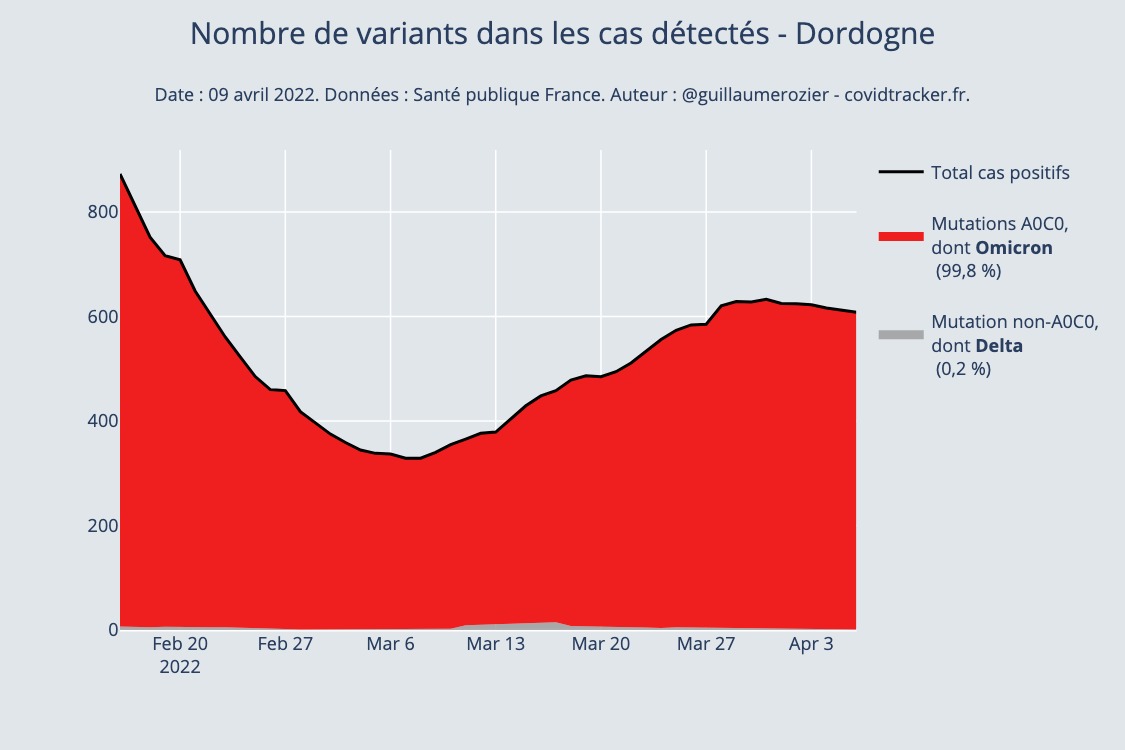 Nombre de variants dans les cas détectés - Dordogne
Date : 09 avril 2022. Données : Santé publique France. Auteur : @guillaumerozier - covidtracker.fr.
Total cas positifs
Mutations A0C0,
dont Omicron
(99,8 %)
Mutation non-A0C0,
dont Delta
(0,2 %)
800
600
400
200
0
Feb 20
2022
Feb 27
Mar 6
Mar 13
Mar 20
Mar 27
Apr 3